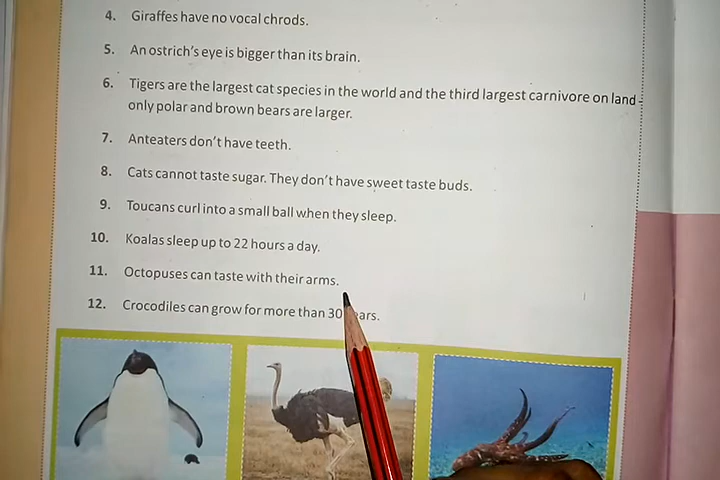 4. Giraffes have no vocal chrods.
5. An ostrich's eye is bigger than its brain.
6. Tigers are the largest cat species in the world and the third largest carnivore on land -
only polar and brown bears are larger.
7. Anteaters don't have teeth.
8. Cats cannot taste sugar. They don't have sweet taste buds.
9. Toucans curl into a small ball when they sleep.
10. Koalas sleep up to 22 hours a day.
11. Octopuses can taste with their arms.
12. Crocodiles can grow for more than 30